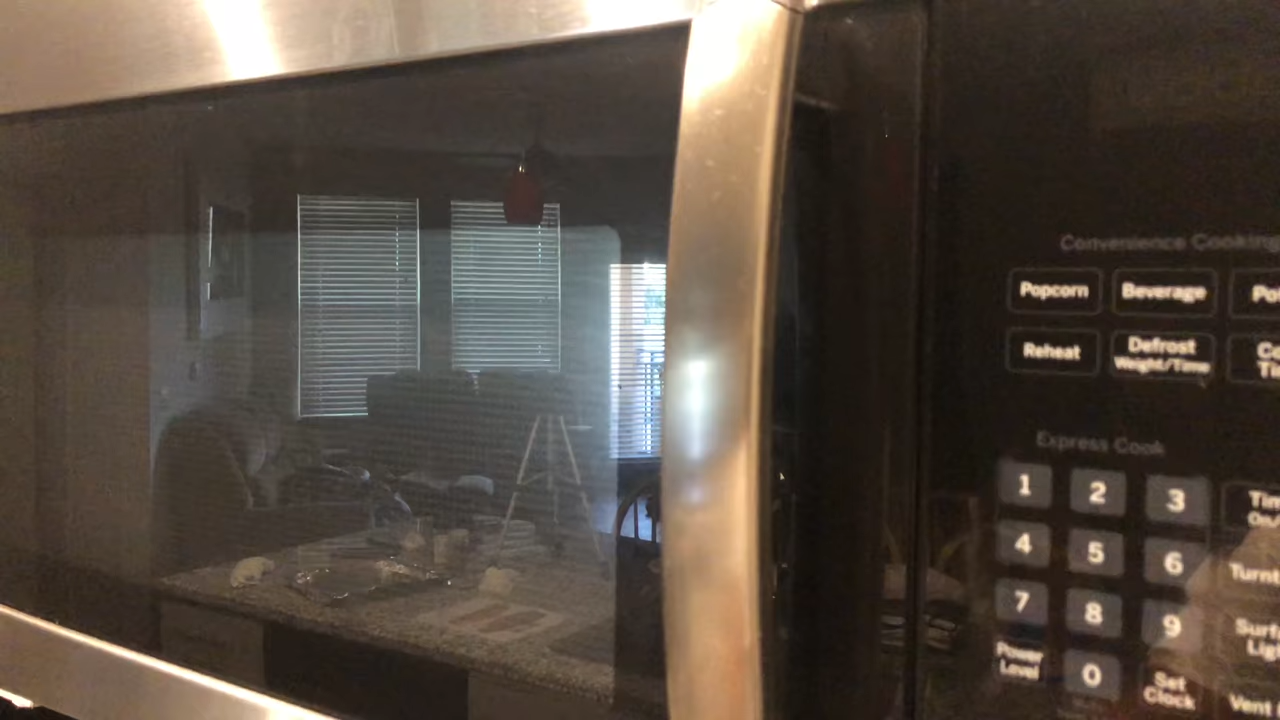 Convenience Cooking
Popcorn Beverage
Reheat Defrost
Weight/Time
Express Cook
1 2 3
4 5 6
7 8 9
Power
Level
0
Set
Clock
Vent